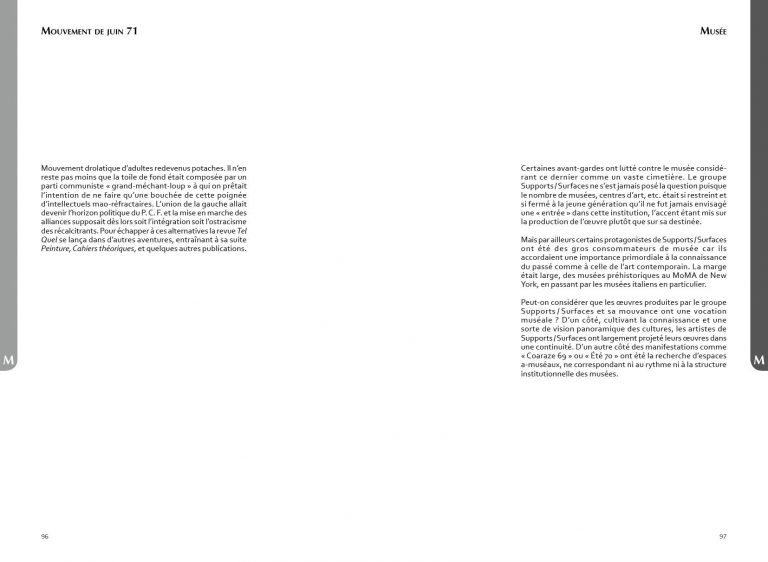 Mouvement de juin 71
Mouvement drolatique d'adultes redevenus potaches. Il n'en
reste pas moins que la toile de fond était composée par un
parti communiste « grand-méchant-loup » à qui on prêtait
l'intention de ne faire qu'une bouchée de cette poignée
d'intellectuels mao-réfractaires. L'union de la gauche allait
devenir l'horizon politique du P. C. F. et la mise en marche des
alliances supposait dès lors soit l'intégration soit l'ostracisme
des récalcitrants. Pour échapper à ces alternatives la revue Tel
Quel se lança dans d'autres aventures, entraînant à sa suite
Peinture, Cahiers théoriques, et quelques autres publications.
M
96
Musée
Certaines avant-gardes ont lutté contre le musée considé-
rant ce dernier comme un vaste cimetière. Le groupe
Supports/Surfaces ne s'est jamais posé la question puisque
le nombre de musées, centres d'art, etc. était si restreint et
si fermé à la jeune génération qu'il ne fut jamais envisagé
une « entrée » dans cette institution, l'accent étant mis sur
la production de l'œuvre plutôt que sur sa destinée.
Mais par ailleurs certains protagonistes de Supports/Surfaces
ont été des gros consommateurs de musée car ils
accordaient une importance primordiale à la connaissance
du passé comme à celle de l'art contemporain. La marge
était large, des musées préhistoriques au MoMA de New
York, en passant par les musées italiens en particulier.
Peut-on considérer que les œuvres produites par le groupe
Supports/Surfaces et sa mouvance ont une vocation
muséale ? D'un côté, cultivant la connaissance et une
sorte de vision panoramique des cultures, les artistes de
Supports/Surfaces ont largement projeté leurs œuvres dans
une continuité. D'un autre côté des manifestations comme
« Coaraze 69 » ou « Été 70 » ont été la recherche d'espaces
a-muséaux, ne correspondant ni au rythme ni à la structure
institutionnelle des musées.
M
97